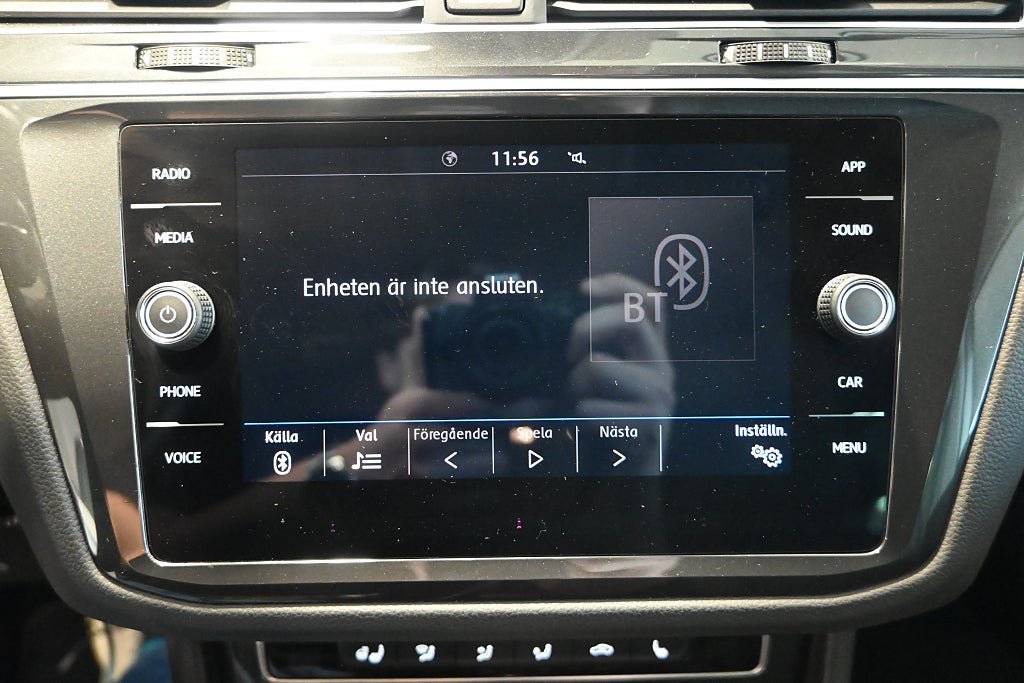 11:56
RADIO
APP
MEDIA
SOUND
Enheten är inte ansluten.
BT
PHONE
CAR
VOICE
MENU
Källa
Val
Föregående
Spela
Nästa
Inställn.